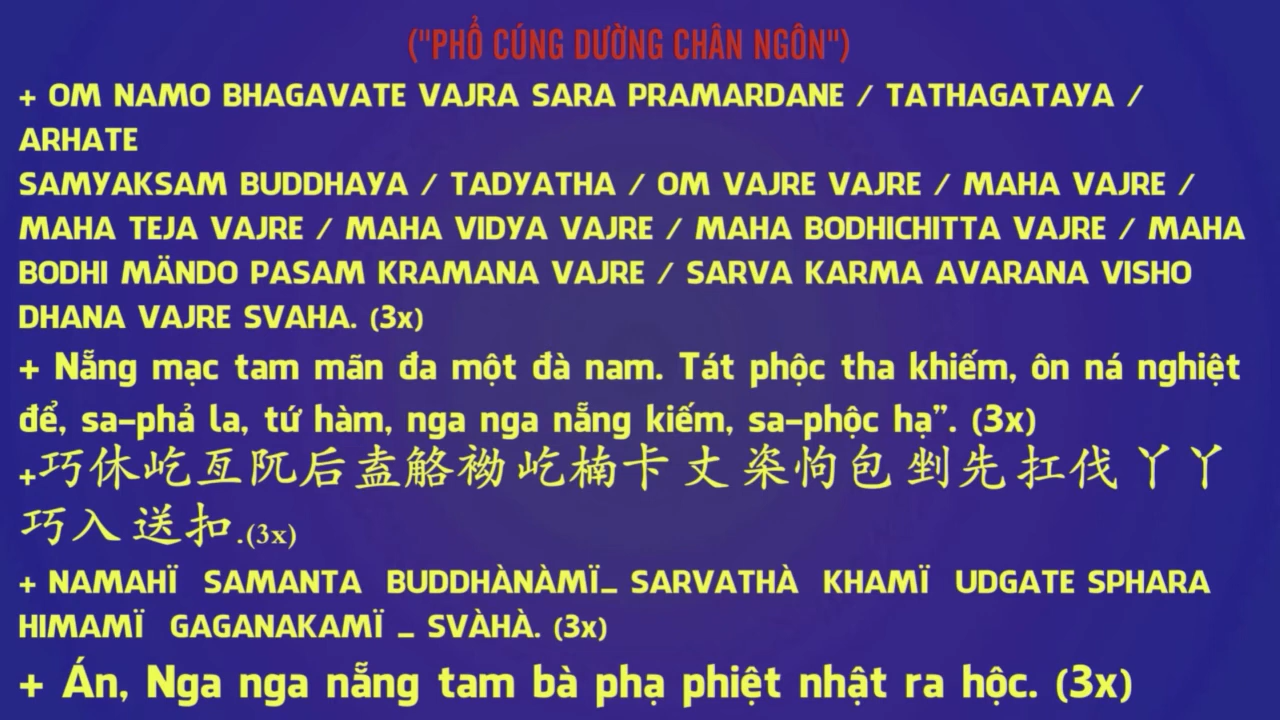 ("PHỔ CÚNG DƯỜNG CHÂN NGÔN")
+ OM NAMO BHAGAVATE VAJRA SARA PRAMARDANE / TATHAGATAYA /
ARHATE
SAMYAKSAM BUDDHAYA / TADYATHA / OM VAJRE VAJRE / MAHA VAJRE /
MAHA TEJA VAJRE / MAHA VIDYA VAJRE / MAHA BODHICHITTA VAJRE / MAHA
BODHI MÄNDO PASAM KRAMANA VAJRE / SARVA KARMA AVARANA VISHO
DHANA VAJRE SVAHA. (3x)
+ Nẵng mạc tam mãn đa một đà nam. Tát phộc tha khiếm, ôn ná nghiệt
để, sa-phả la, tứ hàm, nga nga nẵng kiếm, sa-phộc hạ”. (3x)
+巧休屹亙阢后盍觡袎屹楠卡丈姿怐包剉先扛伐丫丫
巧入送扣.(3x)
+ NAMAHÏ SAMANTA BUDDHÀNÀMÏ_ SARVATHÀ KHAMÏ UDGATE SPHARA
HIMAMÏ GAGANAKAMÏ _ SVÀHÀ. (3x)
+ Án, Nga nga nẵng tam bà phạ phiệt nhật ra hộc. (3x)